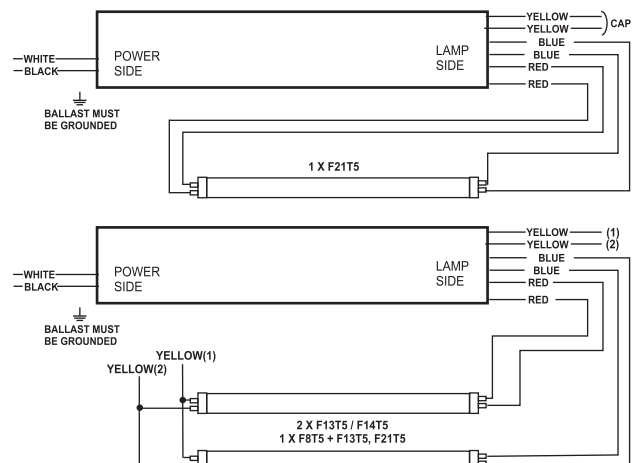 YELLOW
YELLOW
CAP
BLUE
BLUE
RED
RED
WHITE
BLACK
POWER
SIDE
LAMP
SIDE
BALLAST MUST
BE GROUNDED
1 X F21T5
YELLOW (1)
YELLOW (2)
BLUE
BLUE
RED
RED
WHITE
BLACK
POWER
SIDE
LAMP
SIDE
BALLAST MUST
BE GROUNDED
YELLOW(1)
YELLOW(2)
2 X F13T5 / F14T5
1 X F8T5 + F13T5, F21T5